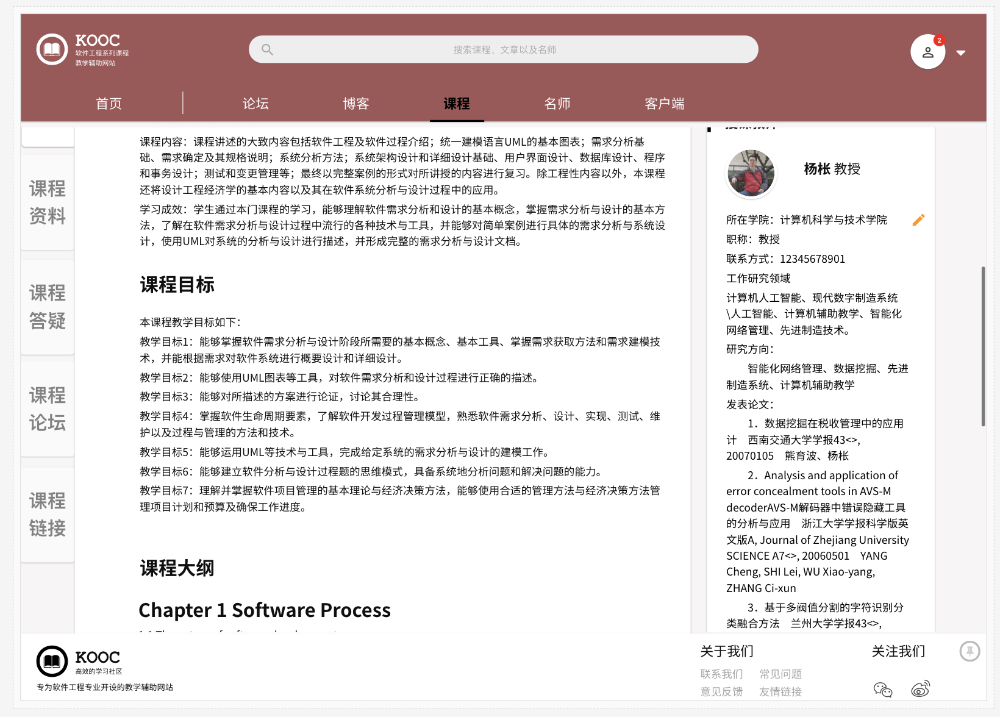 KOOC
软件工程系列课程
教学辅助网站
搜索课程、文章以及名师
2
首页
论坛
博客
课程
名师
客户端
课程
资料
课程
答疑
课程
论坛
课程
链接
课程内容：课程讲述的大致内容包括软件工程及软件过程介绍；统一建模语言UML的基本图表；需求分析基
础、需求确定及其规格说明；系统分析方法；系统架构设计和详细设计基础、用户界面设计、数据库设计、程序
和事务设计；测试和变更管理等；最终以完整案例的形式对所讲授的内容进行复习。除工程性内容以外，本课程
还将设计工程经济学的基本内容以及其在软件系统分析与设计过程中的应用。
学习成效：学生通过本门课程的学习，能够理解软件需求分析和设计的基本概念，掌握需求分析与设计的基本方
法，了解在软件需求分析与设计过程中流行的各种技术与工具，并能够对简单案例进行具体的需求分析与系统设
计，使用UML对系统的分析与设计进行描述，并形成完整的需求分析与设计文档。
课程目标
本课程教学目标如下：
教学目标1：能够掌握软件需求分析与设计阶段所需要的基本概念、基本工具、掌握需求获取方法和需求建模技
术，并能根据需求对软件系统进行概要设计和详细设计。
教学目标2：能够使用UML图表等工具，对软件需求分析和设计过程进行正确的描述。
教学目标3：能够对所描述的方案进行论证，讨论其合理性。
教学目标4：掌握软件生命周期要素，了解软件开发过程管理模型，熟悉软件需求分析、设计、实现、测试、维
护以及过程与管理的方法和技术。
教学目标5：能够运用UML等技术与工具，完成给定系统的需求分析与设计的建模工作。
教学目标6：能够建立软件分析与设计过程题的思维模式，具备系统地分析问题和解决问题的能力。
教学目标7：理解并掌握软件项目管理的基本理论与经济决策方法，能够使用合适的管理方法与经济决策方法管
理项目计划和预算及确保工作进度。
课程大纲
Chapter 1 Software Process
杨枨 教授
所在学院：计算机科学与技术学院
职称：教授
联系方式：12345678901
工作研究领域
计算机人工智能、现代数字制造系统
\人工智能、计算机辅助教学、智能化
网络管理、先进制造技术。
研究方向：
智能化网络管理、数据挖掘、先进
制造系统、计算机辅助教学
发表论文：
1．数据挖掘在税收管理中的应用
计　西南交通大学学报43<>,
20070105　熊育波、杨枨
2．Analysis and application of
error concealment tools in AVS-M
decoderAVS-M解码器中错误隐藏工具
的分析与应用　浙江大学学报科学版英
文版A, Journal of Zhejiang University
SCIENCE A7<>, 20060501　YANG
Cheng, SHI Lei, WU Xiao-yang,
ZHANG Ci-xun
3．基于多阀值分割的字符识别分
类融合方法　兰州大学学报43<>,
KOOC
高效的学习社区
专为软件工程专业开设的教学辅助网站
关于我们
联系我们
常见问题
意见反馈
友情链接
关注我们